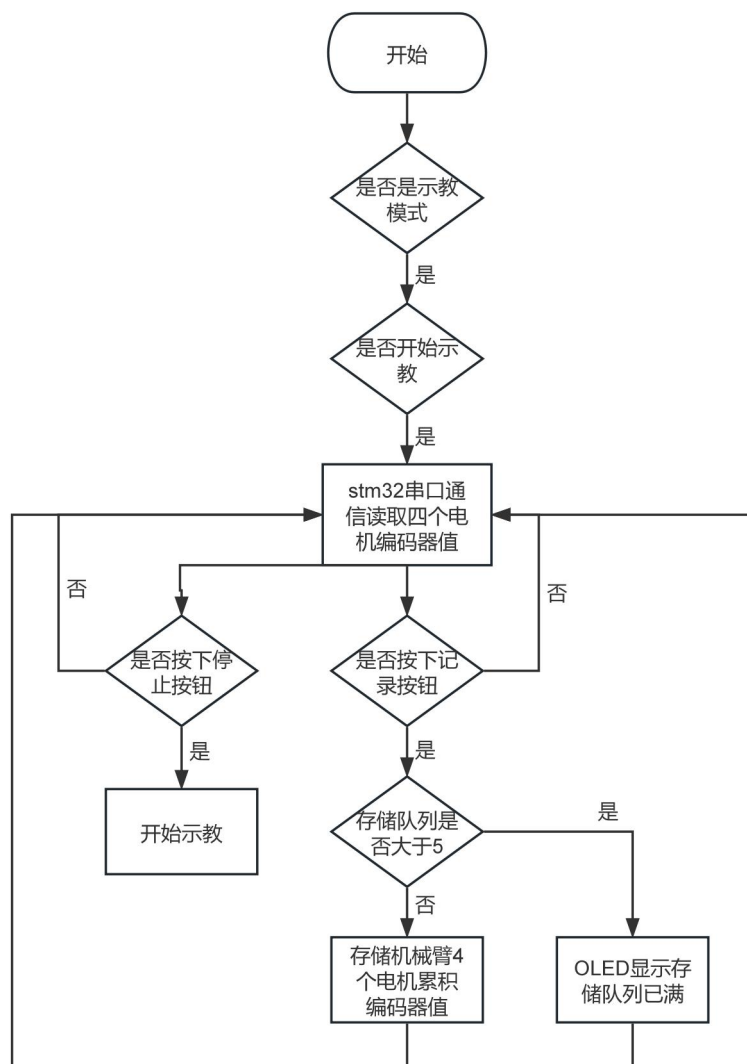 开始
是否是示教
模式
是
是否开始示
教
是
stm32串口通
信读取四个电
机编码器值
否
否
是否按下停
止按钮
是否按下记
录按钮
是
是
开始示教
存储队列是
否大于5
是
否
存储机械臂4
个电机累积
编码器值
OLED显示存
储队列已满